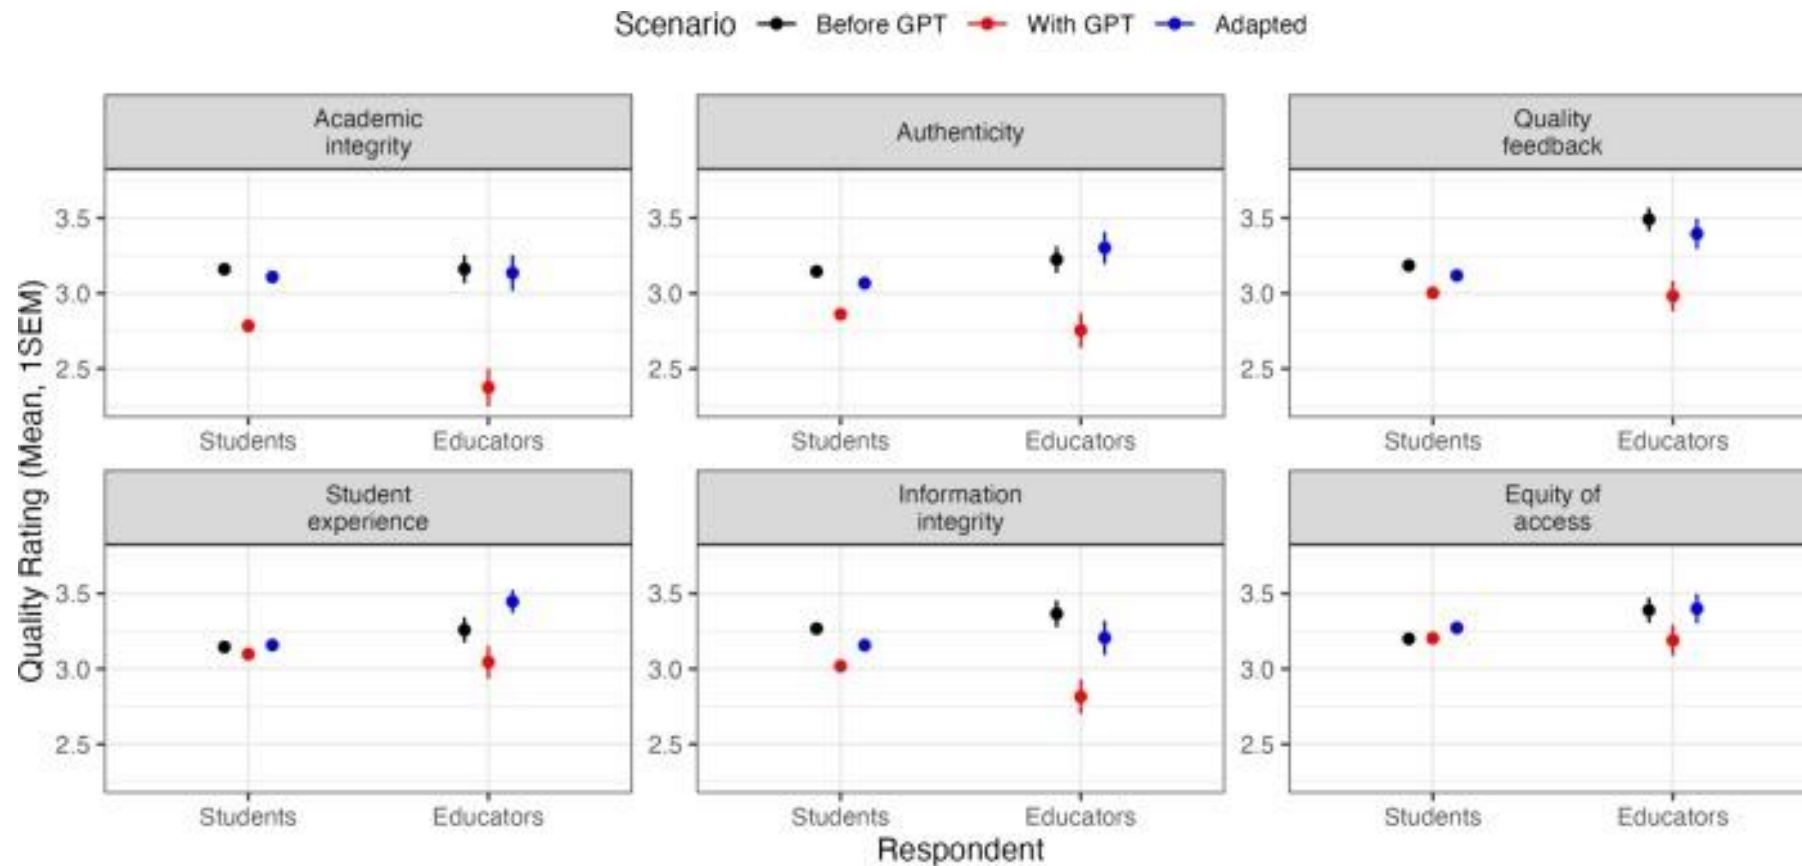 Scenario Before GPT With GPT Adapted
Academic
integrity
Authenticity
Quality
feedback
3.5
3.0
2.5
3.5
3.0
2.5
3.5
3.0
2.5
Students Educators
Students Educators
Students Educators
Student
experience
Information
integrity
Equity of
access
3.5
3.0
2.5
3.5
3.0
2.5
3.5
3.0
2.5
Students Educators
Students Educators
Students Educators
Quality Rating (Mean, 1SEM)
Respondent